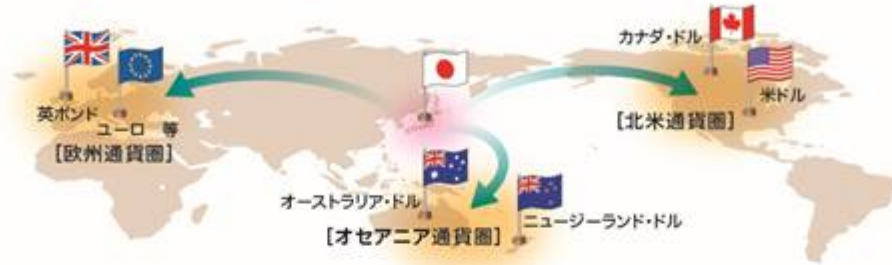 英ポンド
ユーロ 等
[欧州通貨圏]
オーストラリア・ドル
ニュージーランド・ドル
[オセアニア通貨圏]
カナダ・ドル
米ドル
[北米通貨圏]